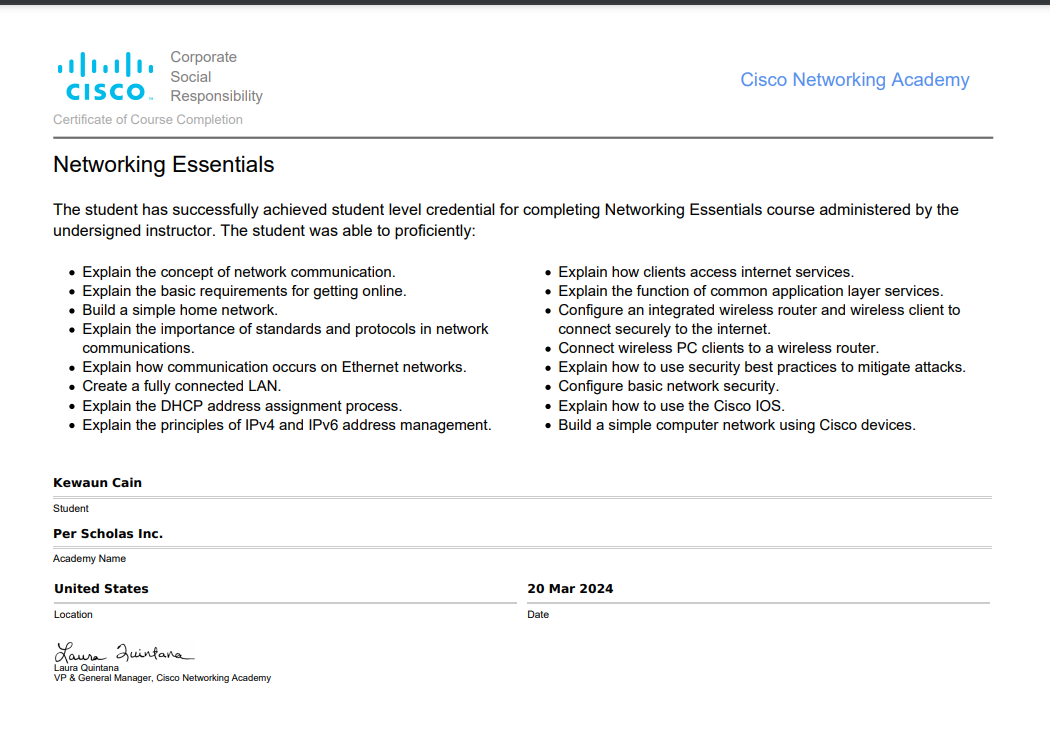 CISCO
Corporate
Social
Responsibility
Cisco Networking Academy
Certificate of Course Completion
Networking Essentials
The student has successfully achieved student level credential for completing Networking Essentials course administered by the
undersigned instructor. The student was able to proficiently:
• Explain the concept of network communication.
• Explain the basic requirements for getting online.
• Build a simple home network.
• Explain the importance of standards and protocols in network
communications.
• Explain how communication occurs on Ethernet networks.
• Create a fully connected LAN.
• Explain the DHCP address assignment process.
• Explain the principles of IPv4 and IPv6 address management.
• Explain how clients access internet services.
• Explain the function of common application layer services.
• Configure an integrated wireless router and wireless client to
connect securely to the internet.
• Connect wireless PC clients to a wireless router.
• Explain how to use security best practices to mitigate attacks.
• Configure basic network security.
• Explain how to use the Cisco IOS.
• Build a simple computer network using Cisco devices.
Kewaun Cain
Student
Per Scholas Inc.
Academy Name
United States
Location
20 Mar 2024
Date
Laura Quintana
Laura Quintana
VP & General Manager, Cisco Networking Academy